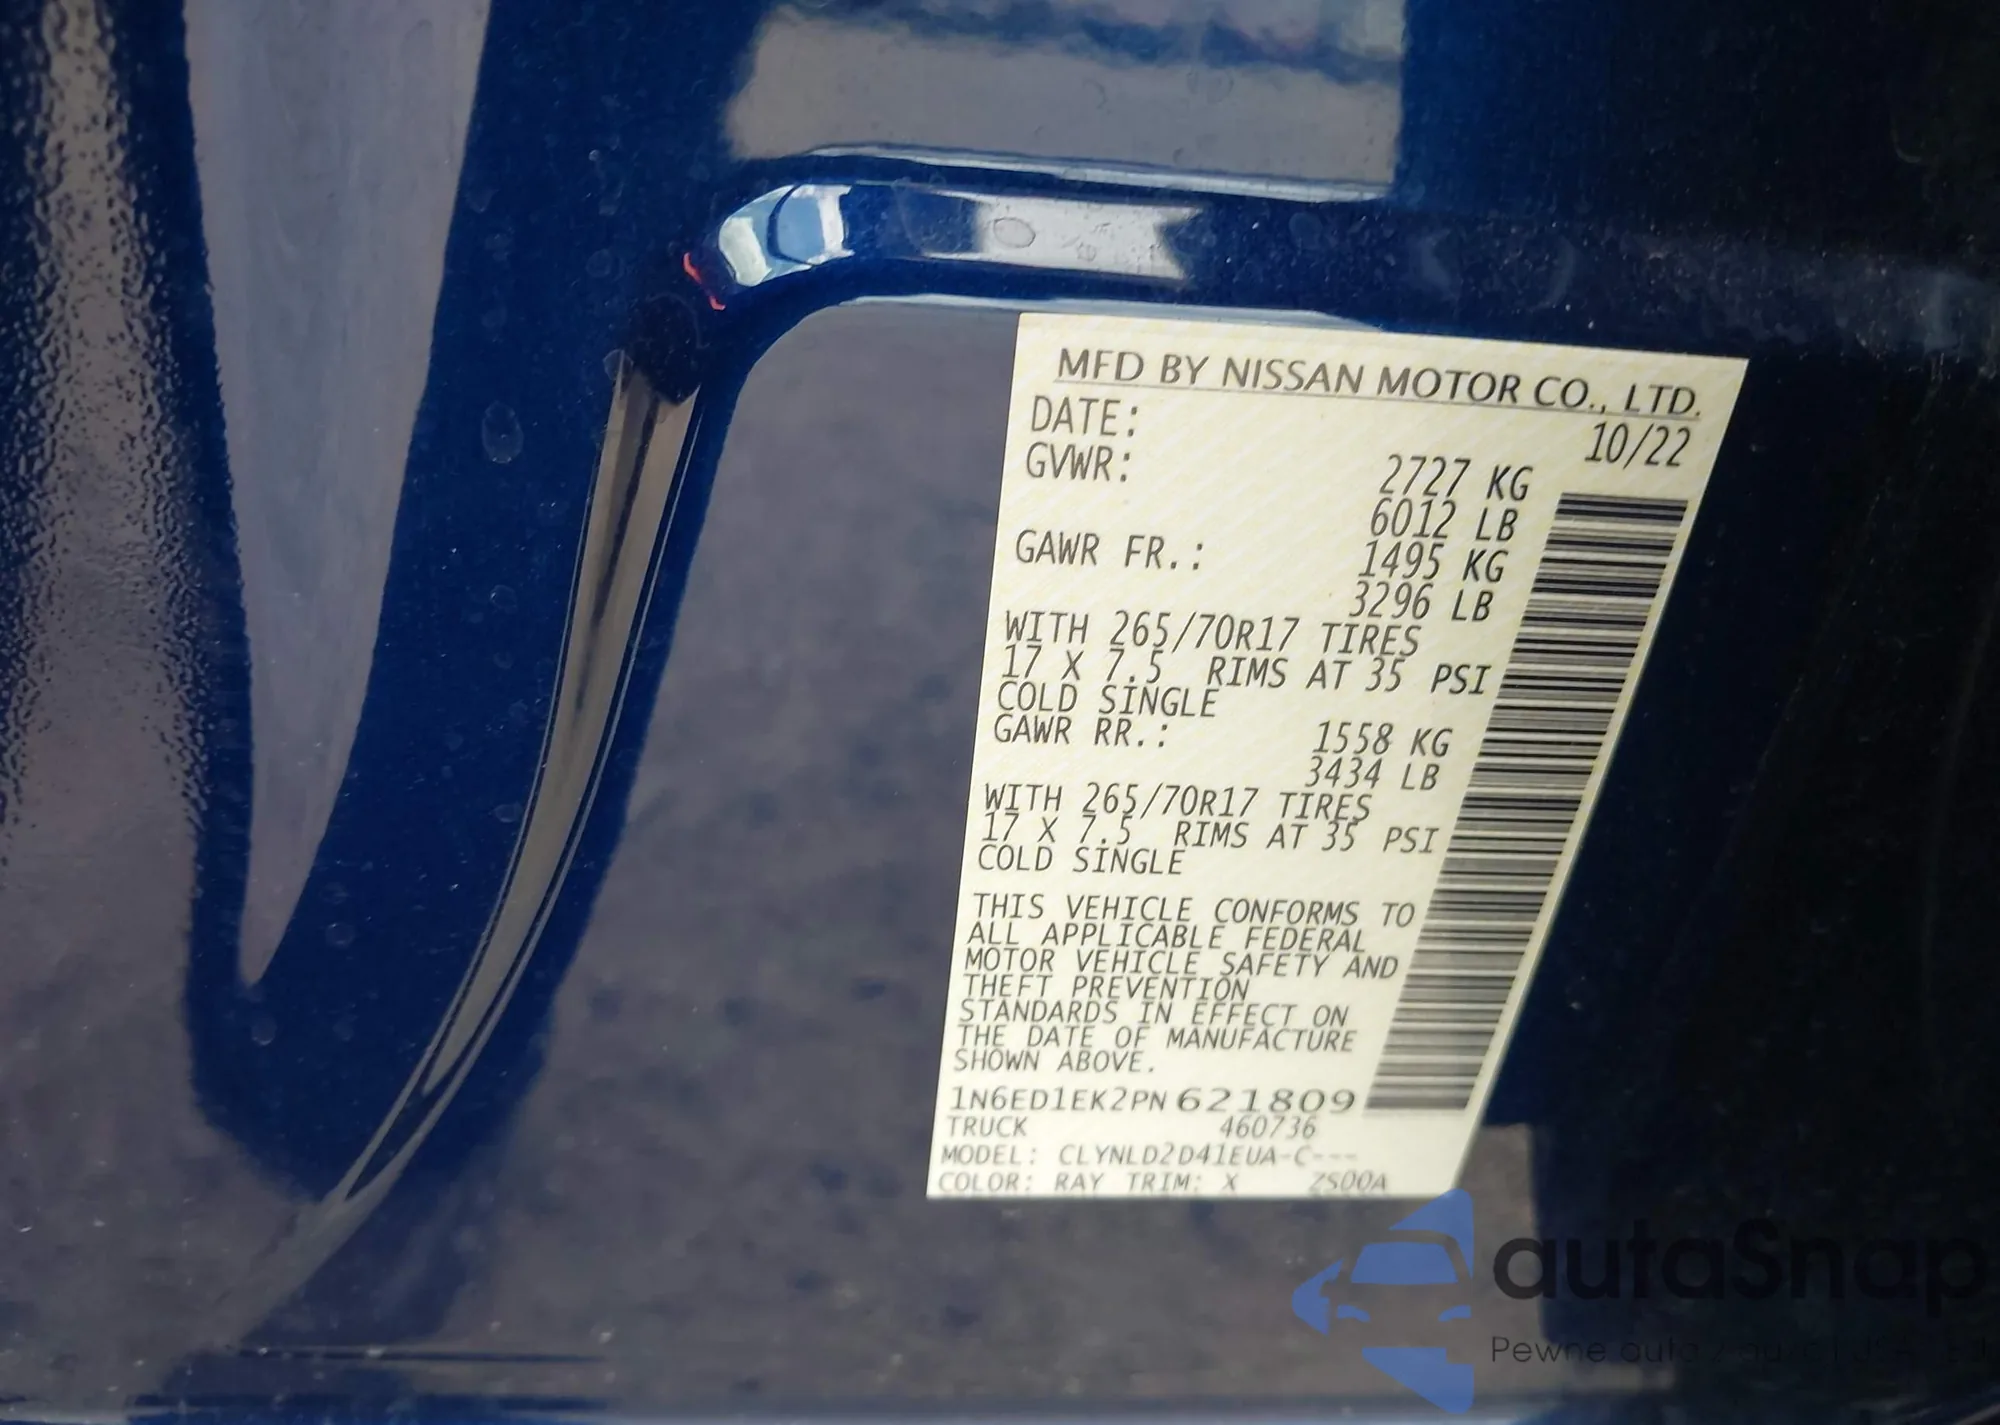 MFD BY NISSAN MOTOR CO., LTD.
DATE: 10/22
GVWR: 2727 KG
6012 LB
GAWR FR.: 1495 KG
3296 LB
WITH 265/70R17 TIRES
17 X 7.5 RIMS AT 35 PSI
COLD SINGLE
GAWR RR.: 1558 KG
3434 LB
WITH 265/70R17 TIRES
17 X 7.5 RIMS AT 35 PSI
COLD SINGLE
THIS VEHICLE CONFORMS TO
ALL APPLICABLE FEDERAL
MOTOR VEHICLE SAFETY AND
THEFT PREVENTION
STANDARDS IN EFFECT ON
THE DATE OF MANUFACTURE
SHOWN ABOVE.
1N6ED1EK2PN621809
TRUCK 460736
MODEL: CLYNLD2D41EUA-C---
COLOR: RAY TRIM: X ZS00A
autaSnap
Pewne auta z